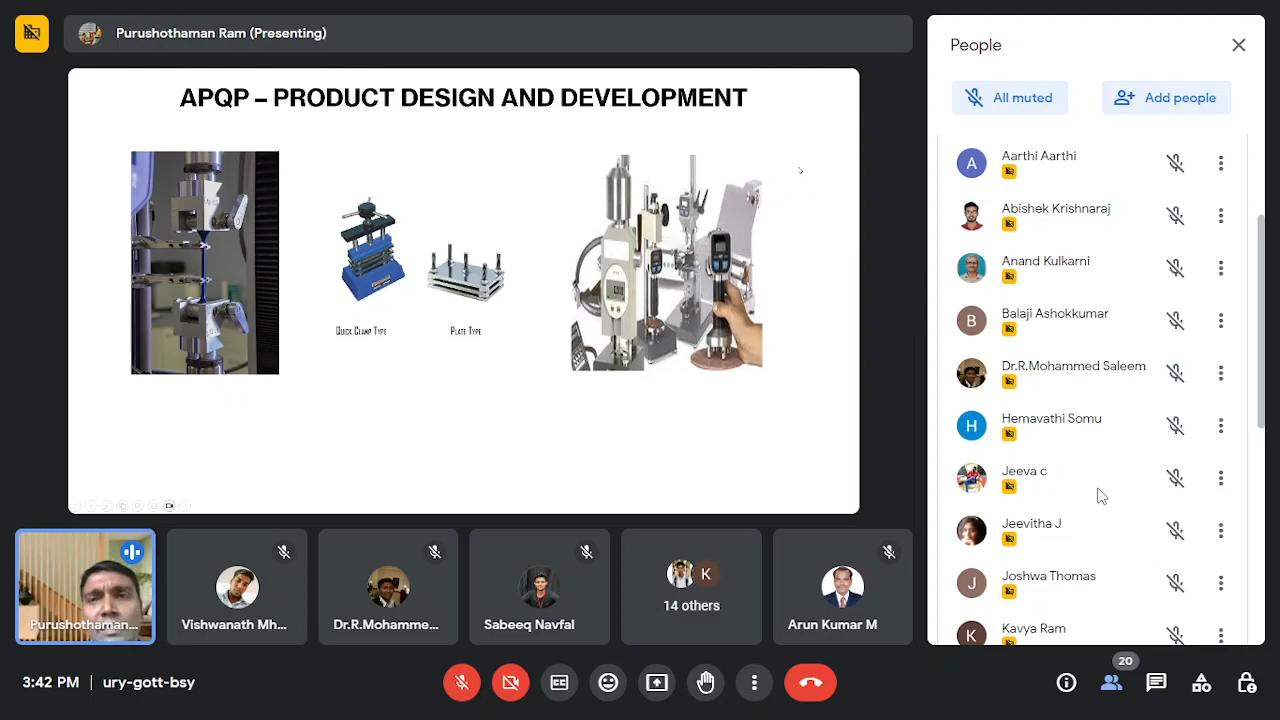 Purushothaman Ram (Presenting)
APQP – PRODUCT DESIGN AND DEVELOPMENT
QUICK CLAMP TYPE
PLATE TYPE
People
All muted
Add people
A
Aarthi Aarthi
Abishek Krishnaraj
Anand Kulkarni
B
Balaji Ashokkumar
Dr.R.Mohammed Saleem
H
Hemavathi Somu
Jeeva c
Jeevitha J
J
Joshwa Thomas
K
Kavya Ram
Purushothaman...
Vishwanath Mh...
Dr.R.Mohamme...
Sabeeq Navfal
K
14 others
Arun Kumar M
3:42 PM | ury-gott-bsy
20